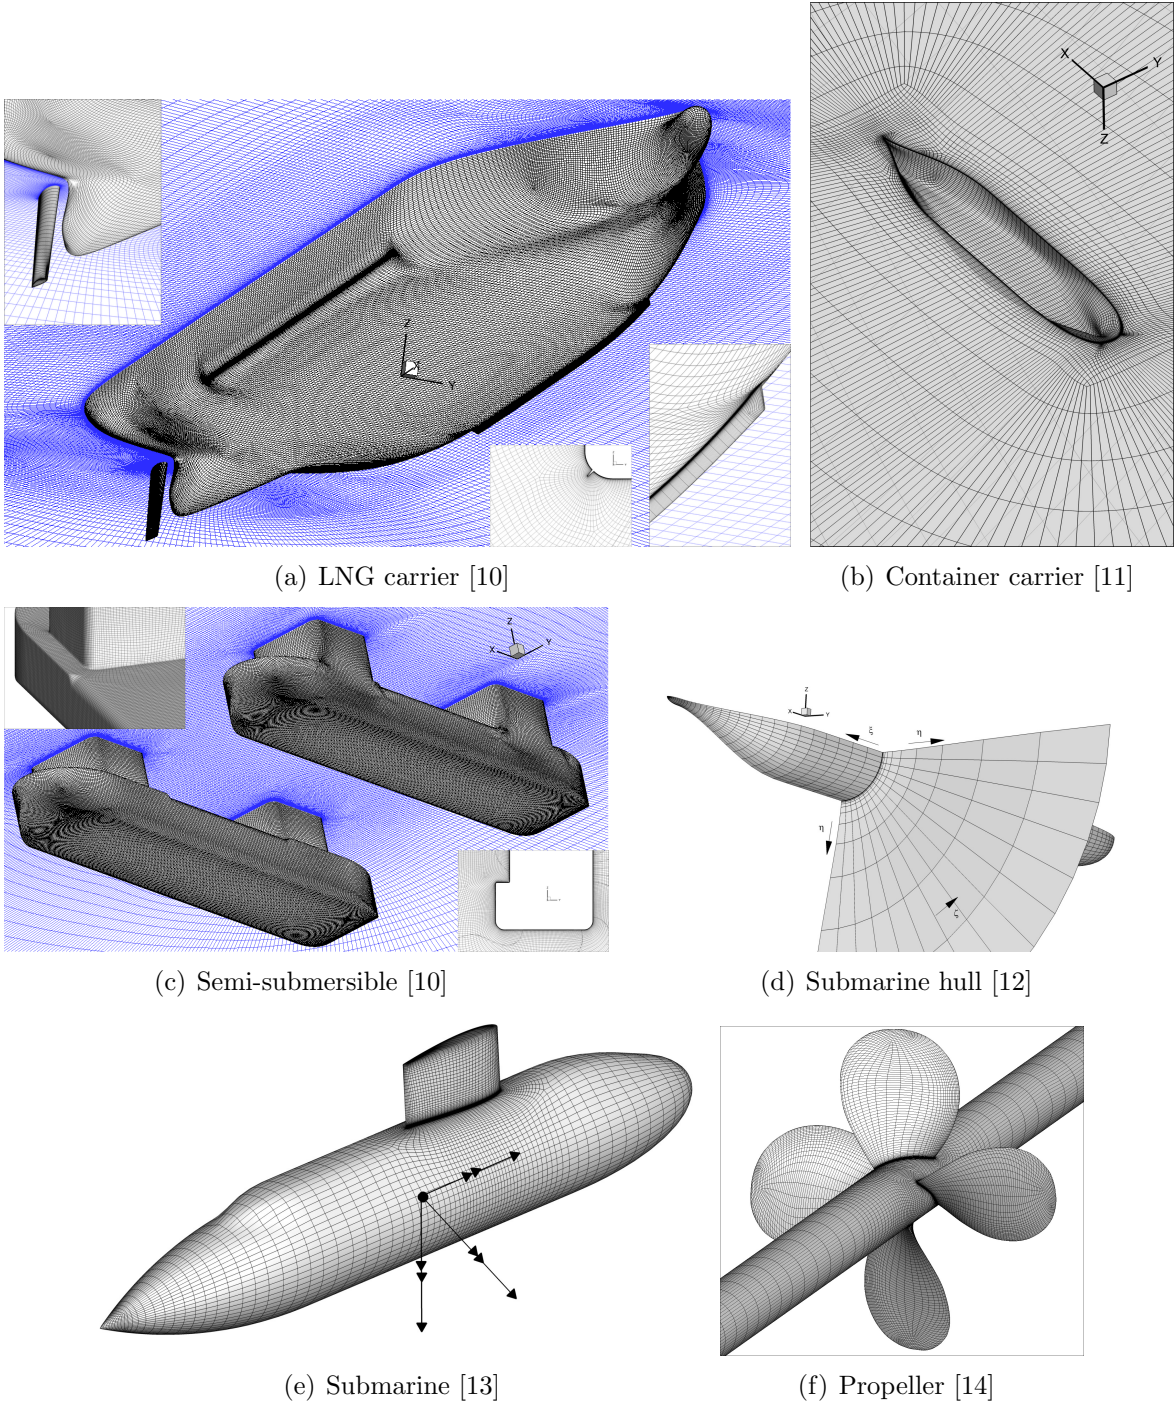 X
Y
Z
Z
Y
(a) LNG carrier [10]
(b) Container carrier [11]
Z
X
Y
Z
X
Y
ξ
η
η
ζ
(c) Semi-submersible [10]
(d) Submarine hull [12]
(e) Submarine [13]
(f) Propeller [14]